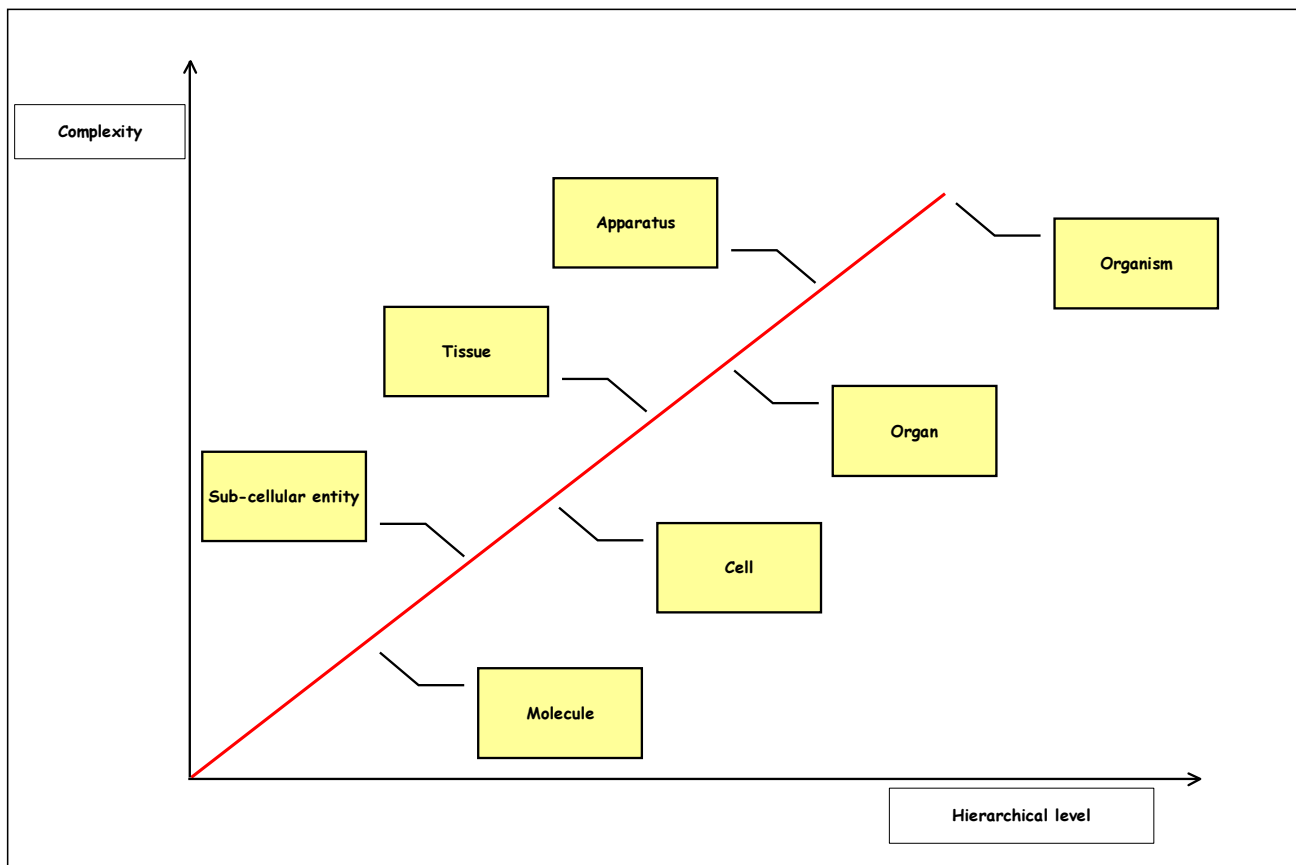 Complexity
Apparatus
Organism
Tissue
Organ
Sub-cellular entity
Cell
Molecule
Hierarchical level